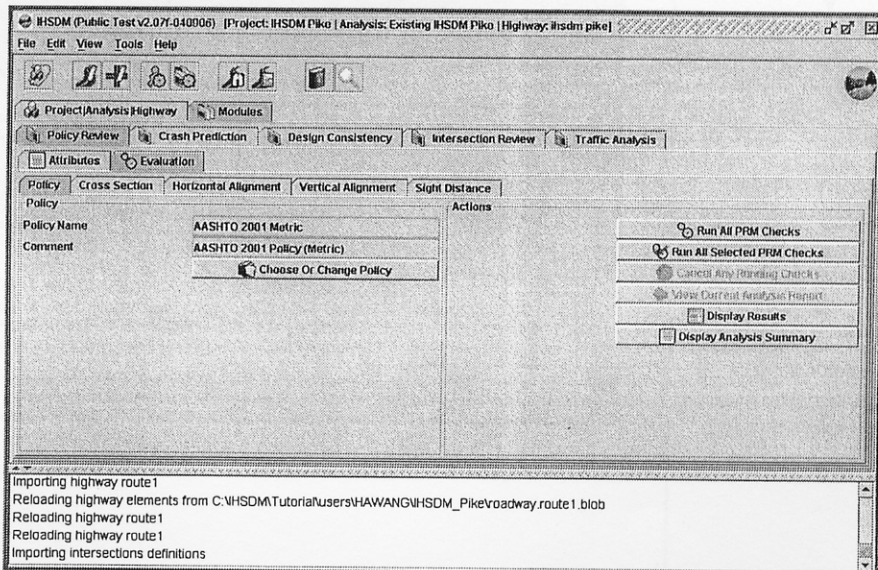 IHSDM (Public Test v2.07f-040906) [Project: IHSDM Pike | Analysis: Existing IHSDM Pike | Highway: ihsdm pike]
File Edit View Tools Help
Project|Analysis|Highway Modules
Policy Review Crash Prediction Design Consistency Intersection Review Traffic Analysis
Attributes Evaluation
Policy Cross Section Horizontal Alignment Vertical Alignment Sight Distance
Policy Actions
Policy Name AASHTO 2001 Metric Run All PRM Checks
Comment AASHTO 2001 Policy (Metric) Run All Selected PRM Checks
Choose Or Change Policy Cancel Any Running Checks
View Current Analysis Report
Display Results
Display Analysis Summary
Importing highway route1
Reloading highway elements from C:\IHSDM\Tutorial\users\HAWANG\IHSDM_Pike\roadway.route1.blob
Reloading highway route1
Reloading highway route1
Importing intersections definitions